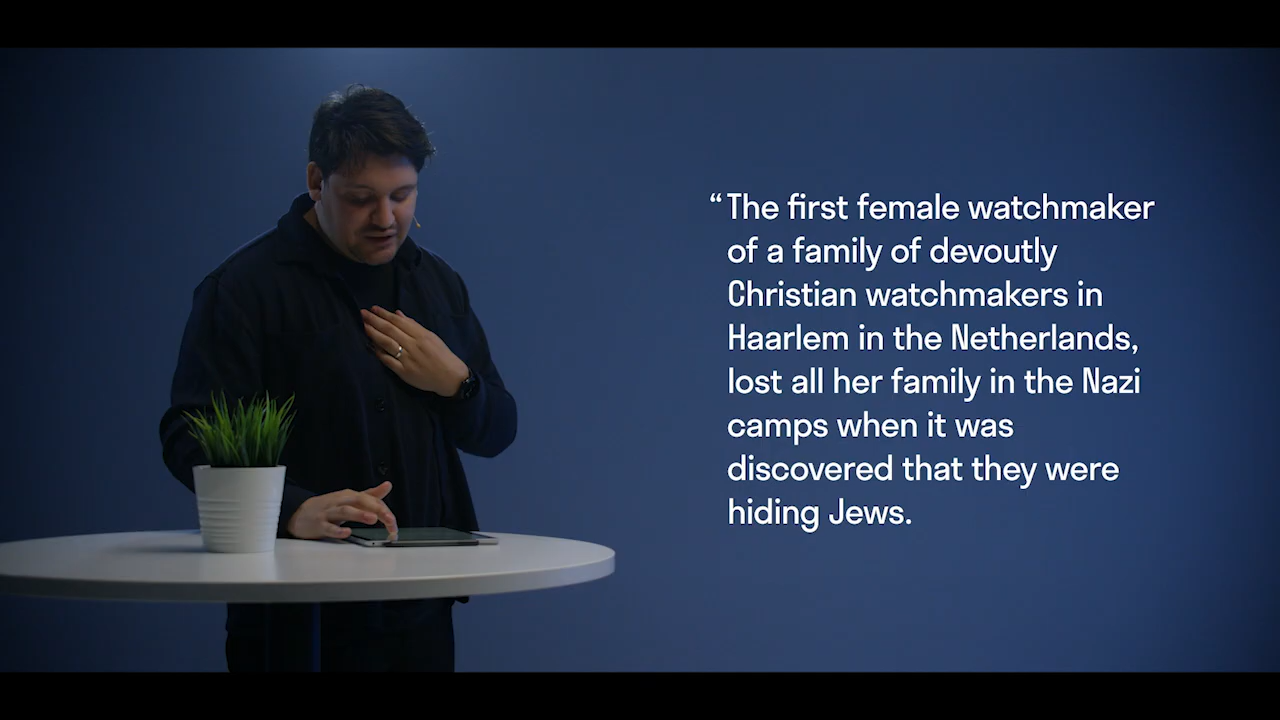 “The first female watchmaker
of a family of devoutly
Christian watchmakers in
Haarlem in the Netherlands,
lost all her family in the Nazi
camps when it was
discovered that they were
hiding Jews.